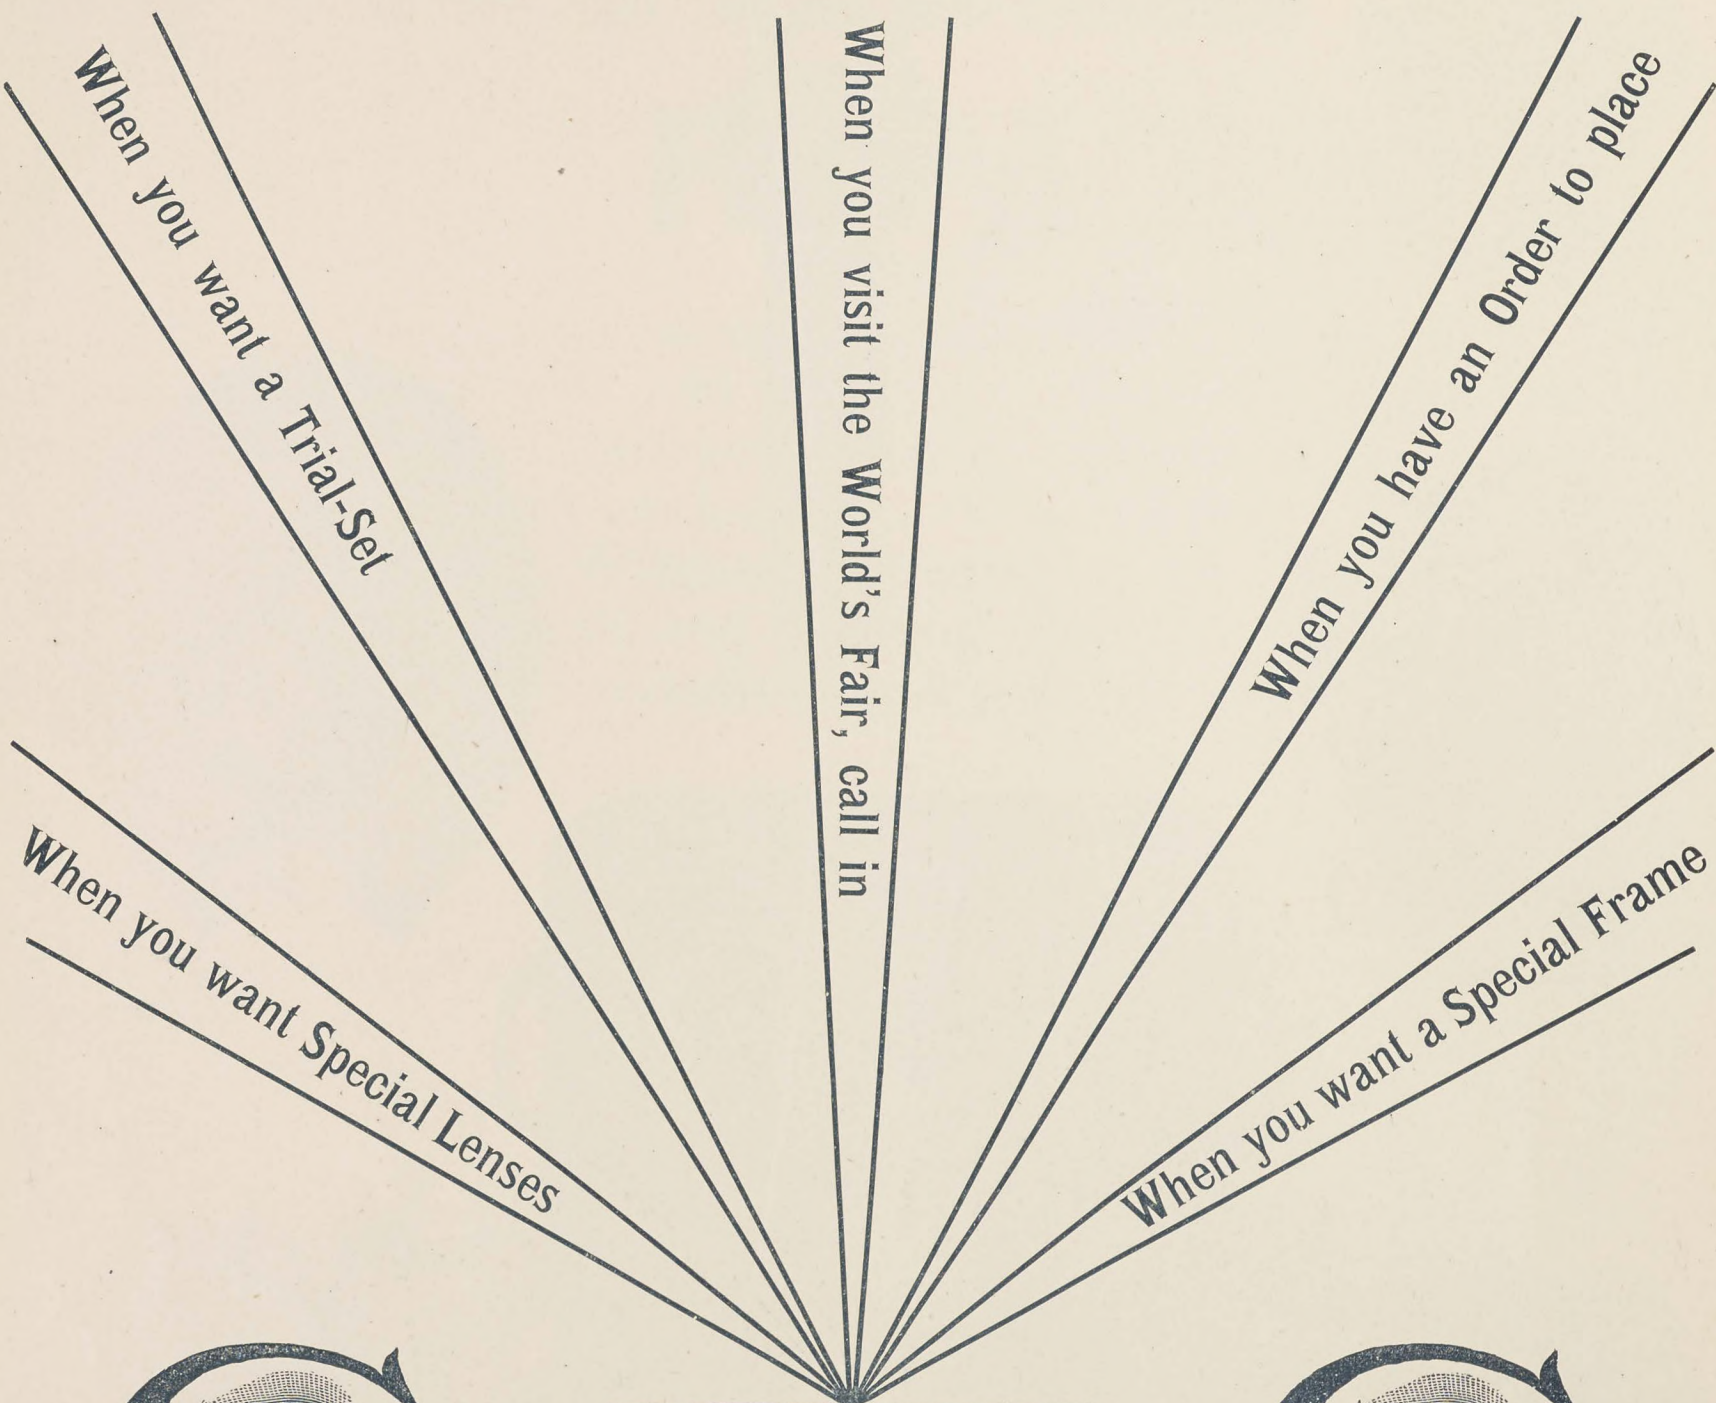 When you want Special Lenses
When you want a Trial-Set
When you visit the World's Fair, call in
When you have an Order to place
When you want a Special Frame